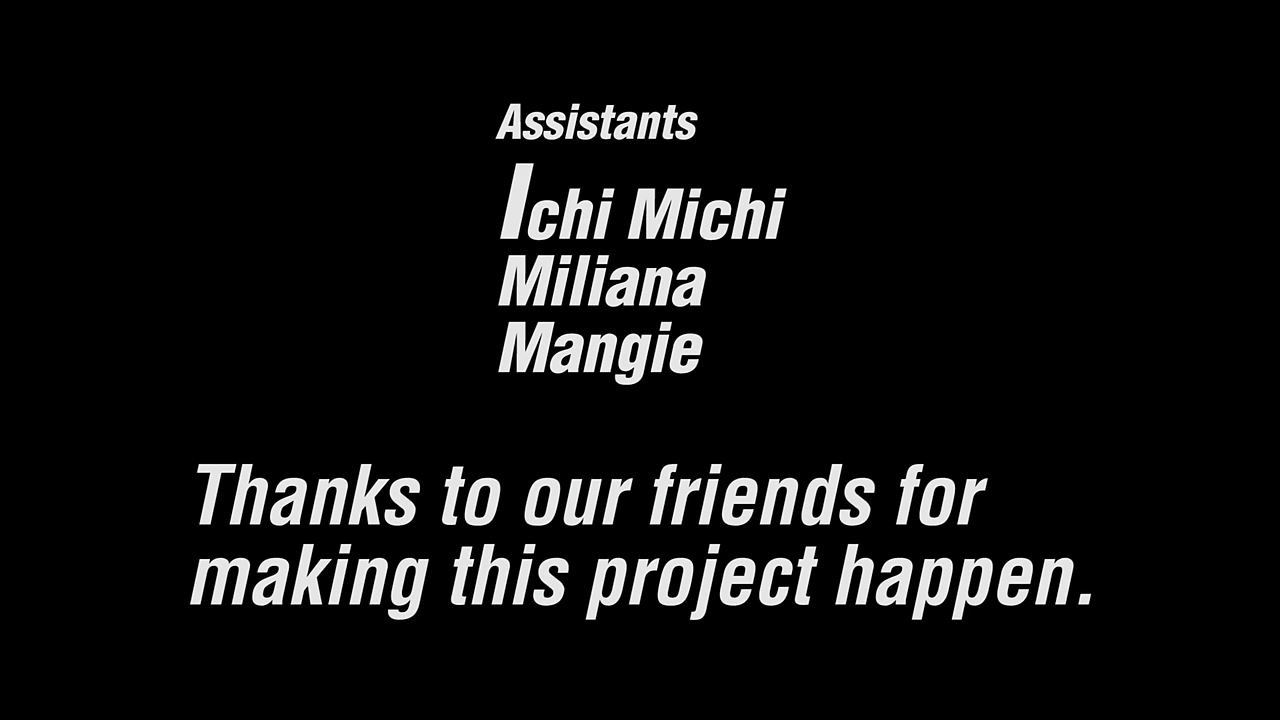 Assistants
Ichi Michi
Miliana
Mangie
Thanks to our friends for
making this project happen.